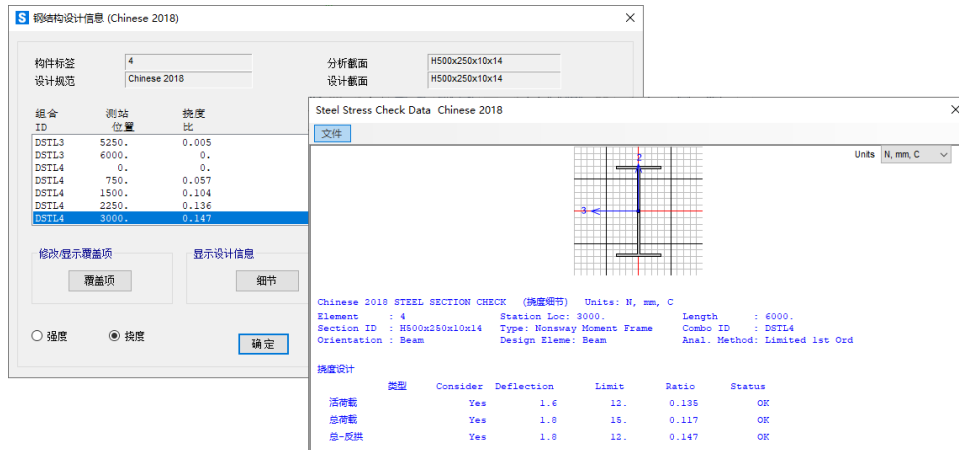 S 钢结构设计信息 (Chinese 2018)
构件标签 4 分析截面 H500x250x10x14
设计规范 Chinese 2018 设计截面 H500x250x10x14
组合 测站 挠度
ID 位置 比
DSTL3 5250. 0.005
DSTL3 6000. 0.
DSTL4 0. 0.
DSTL4 750. 0.057
DSTL4 1500. 0.104
DSTL4 2250. 0.136
DSTL4 3000. 0.147
修改/显示覆盖项 显示设计信息
覆盖项 细节
强度 挠度
确定
Steel Stress Check Data Chinese 2018
文件
Units N, mm, C
2
3
Chinese 2018 STEEL SECTION CHECK (挠度细节) Units: N, mm, C
Element : 4 Station Loc: 3000. Length : 6000.
Section ID : H500x250x10x14 Type: Nonsway Moment Frame Combo ID : DSTL4
Orientation : Beam Design Eleme: Beam Anal. Method: Limited 1st Ord
挠度设计
类型 Consider Deflection Limit Ratio Status
活荷载 Yes 1.6 12. 0.135 OK
总荷载 Yes 1.8 15. 0.117 OK
总-反拱 Yes 1.8 12. 0.147 OK